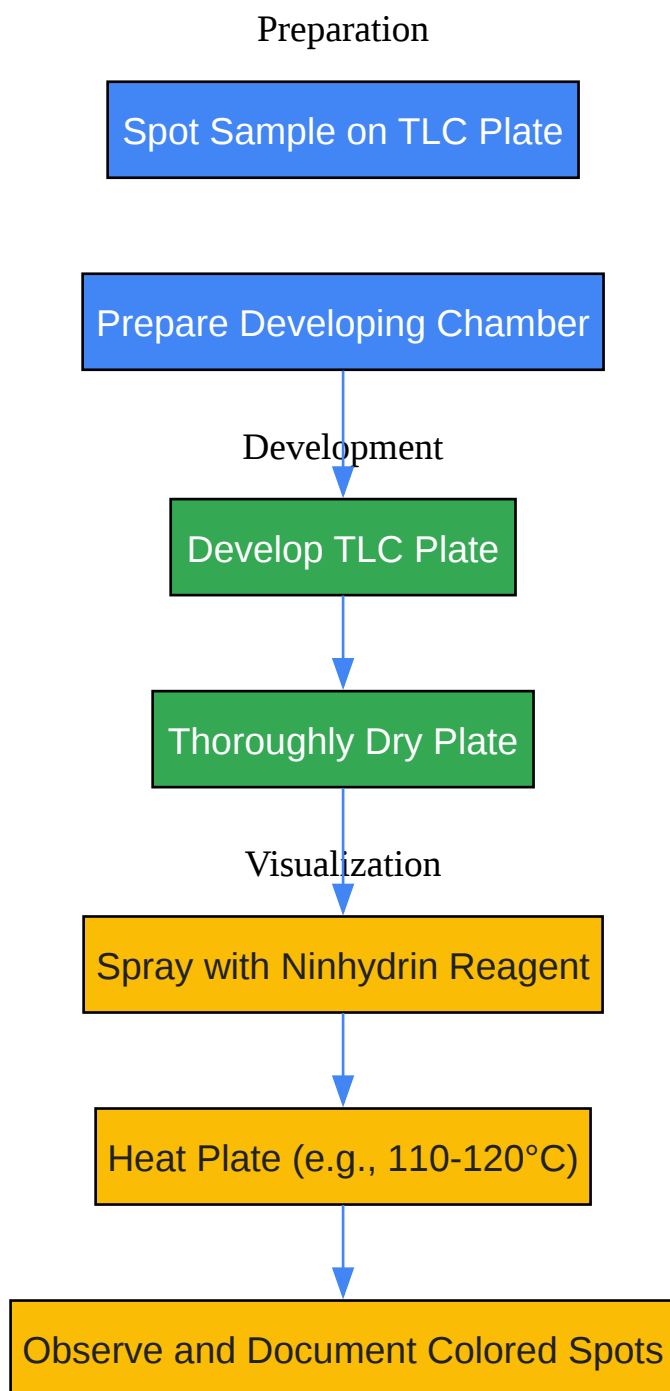 Preparation
Spot Sample on TLC Plate
Prepare Developing Chamber
Development
Develop TLC Plate
Thoroughly Dry Plate
Visualization
Spray with Ninhydrin Reagent
Heat Plate (e.g., 110-120°C)
Observe and Document Colored Spots